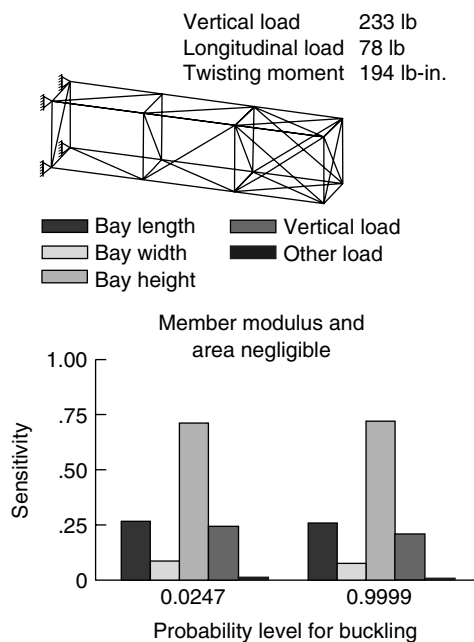 Vertical load 233 lb
Longitudinal load 78 lb
Twisting moment 194 lb-in.
Bay length
Vertical load
Bay width
Other load
Bay height
Member modulus and
area negligible
1.00
.75
.50
.25
0
Sensitivity
0.0247 0.9999
Probability level for buckling